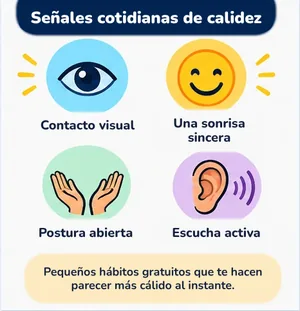 Señales cotidianas de calidez
Contacto visual
Una sonrisa
sincera
Postura abierta
Escucha activa
Pequeños hábitos gratuitos que te hacen
parecer más cálido al instante.